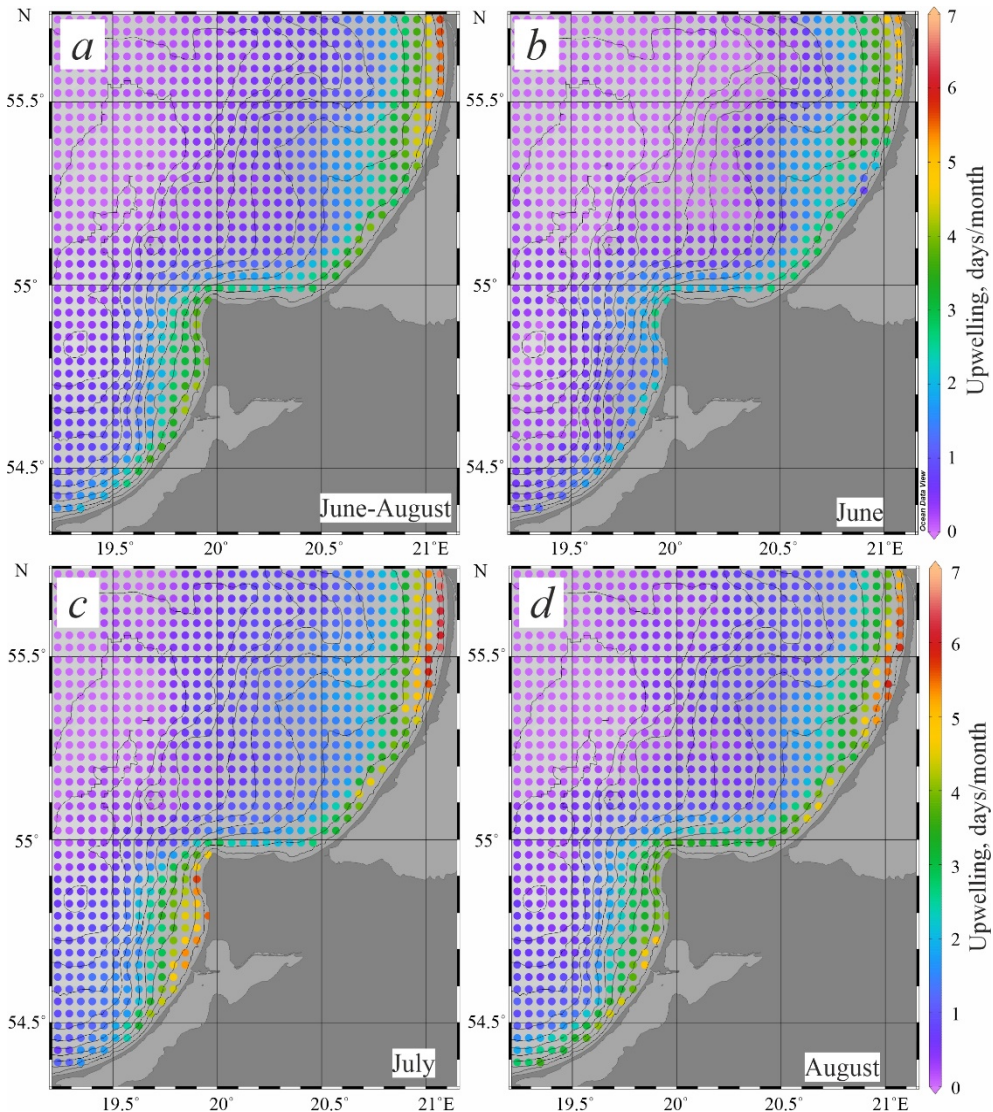 N
a
b
7
6
5
4
3
2
1
0
Upwelling, days/month
55.5°
55°
54.5°
June-August
June
Ocean Data View
19.5°
20°
20.5°
21°E
19.5°
20°
20.5°
21°E
N
c
d
7
6
5
4
3
2
1
0
Upwelling, days/month
55.5°
55°
54.5°
July
August
19.5°
20°
20.5°
21°E
19.5°
20°
20.5°
21°E